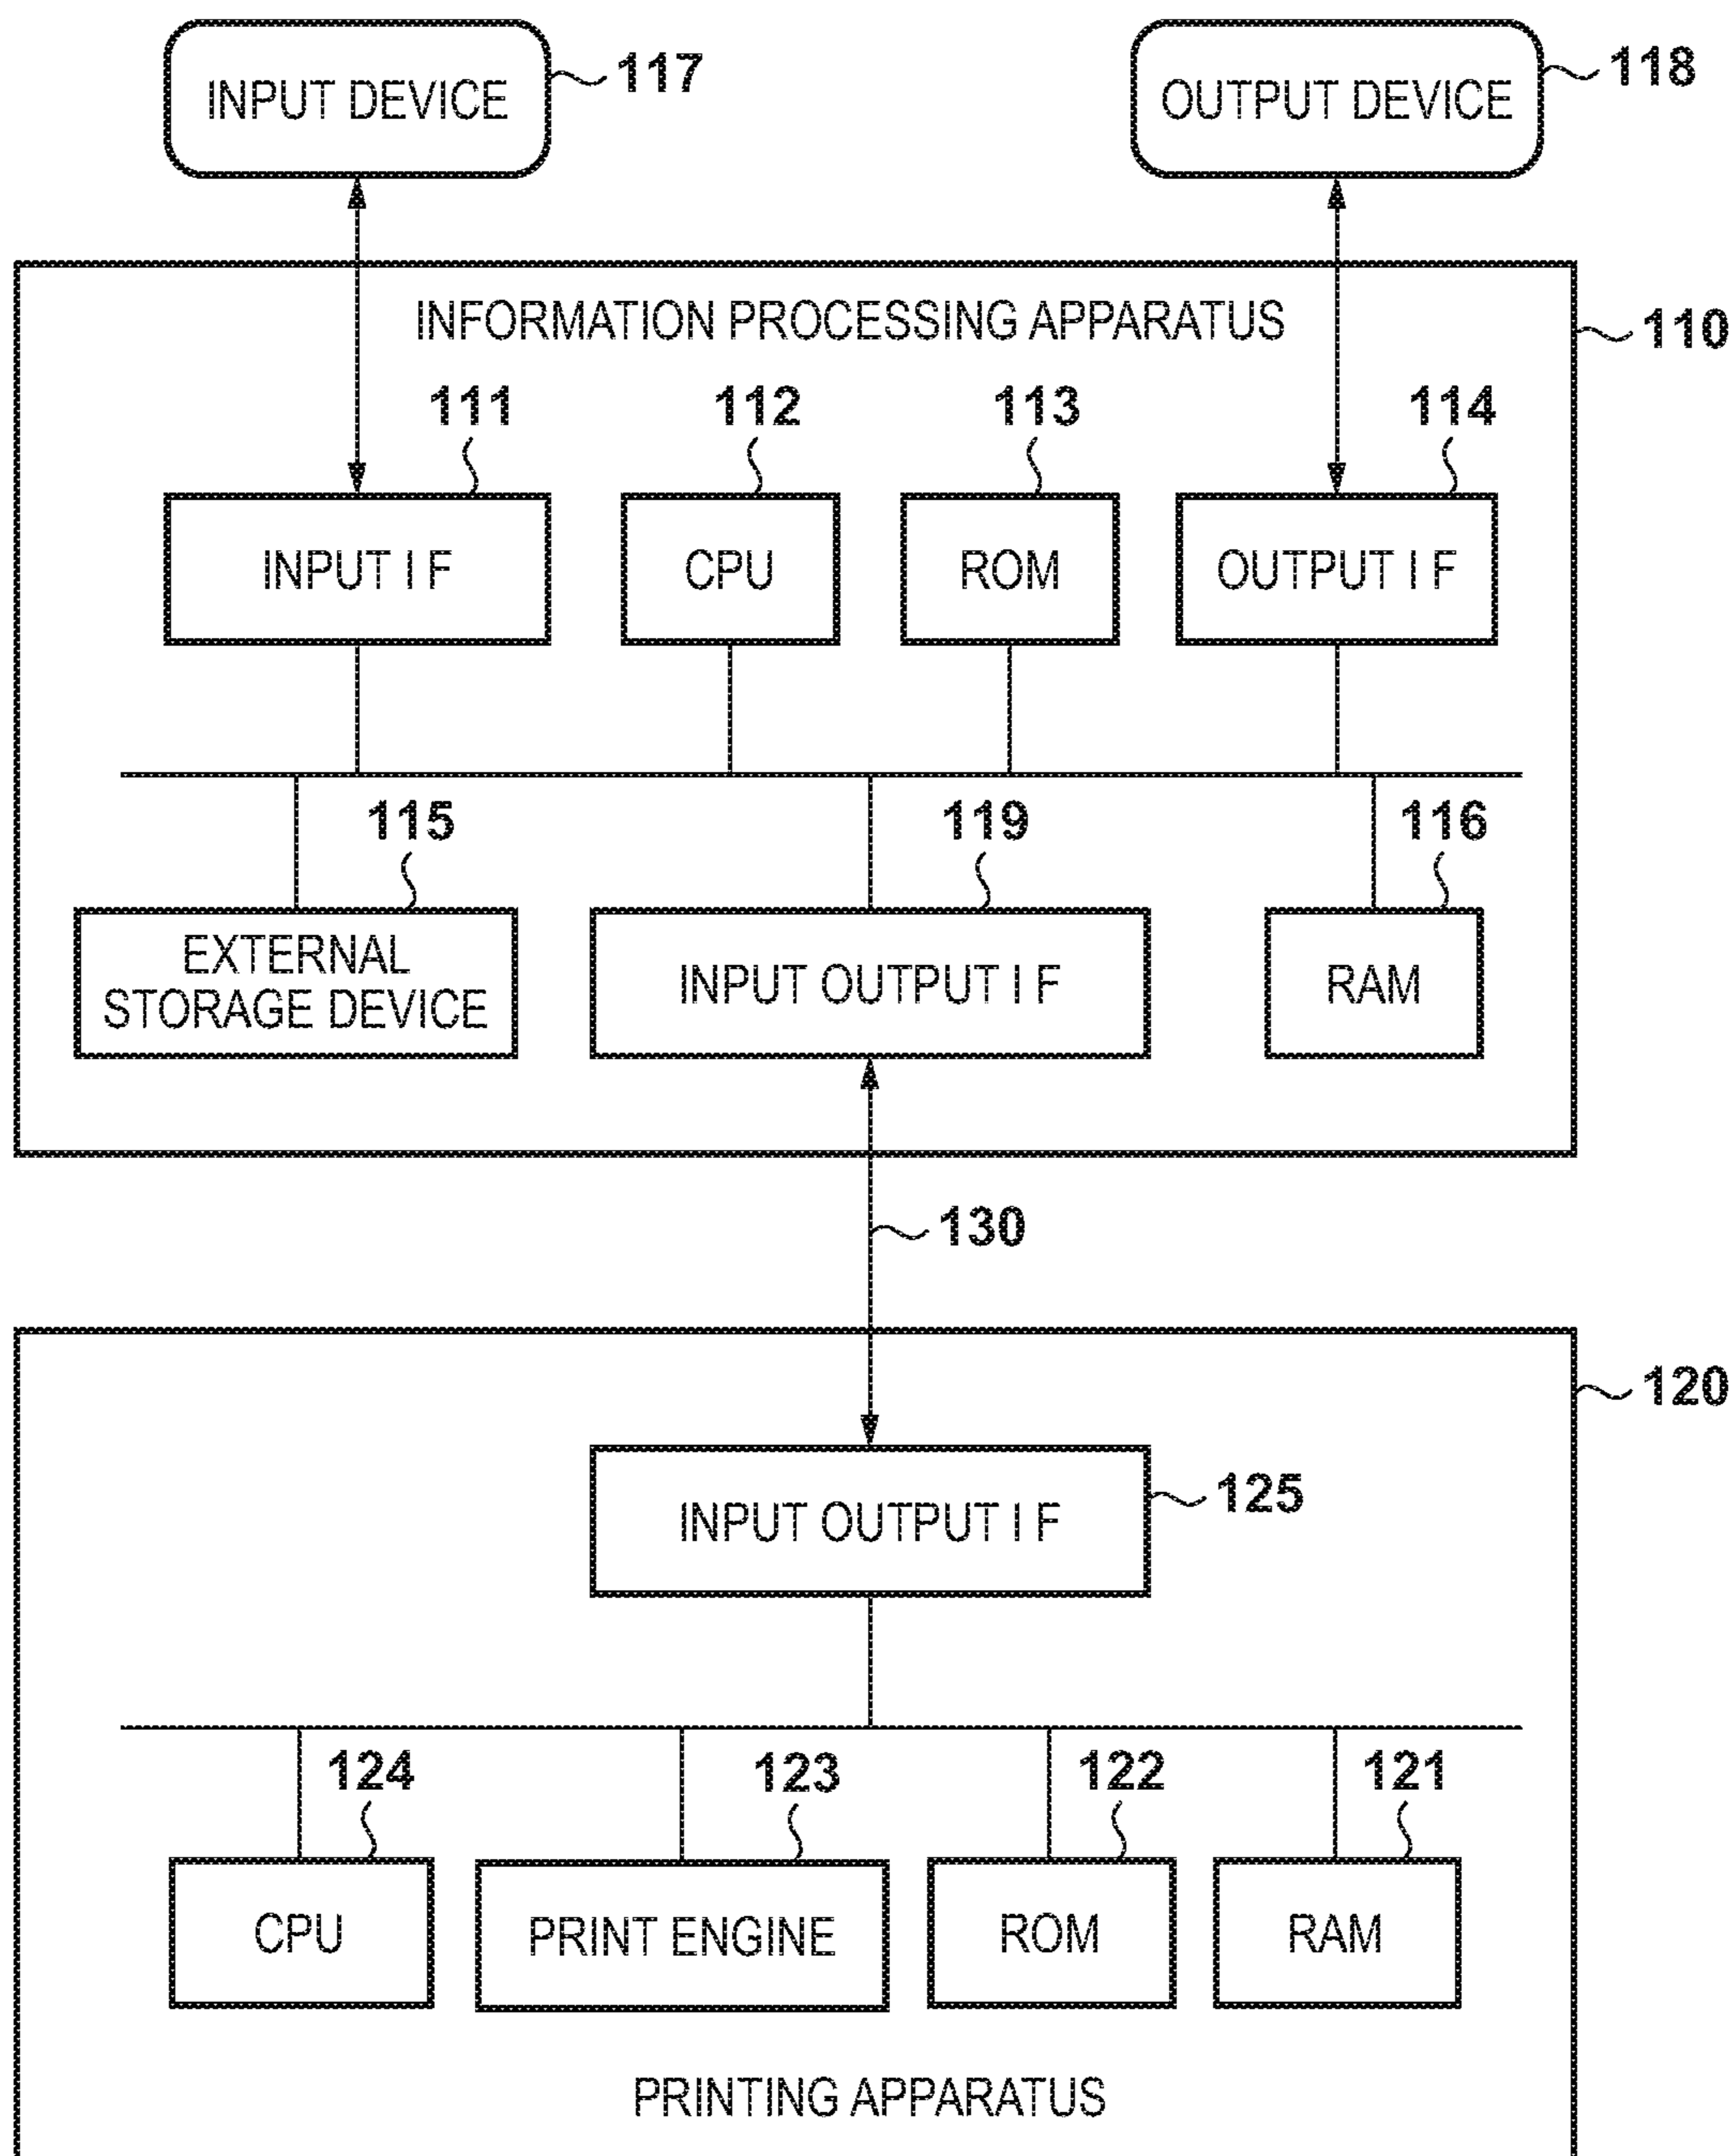 INPUT DEVICE
117
OUTPUT DEVICE
118
INFORMATION PROCESSING APPARATUS
110
111
112
113
114
INPUT I F
CPU
ROM
OUTPUT I F
115
119
116
EXTERNAL
STORAGE DEVICE
INPUT OUTPUT I F
RAM
130
120
INPUT OUTPUT I F
125
124
123
122
121
CPU
PRINT ENGINE
ROM
RAM
PRINTING APPARATUS